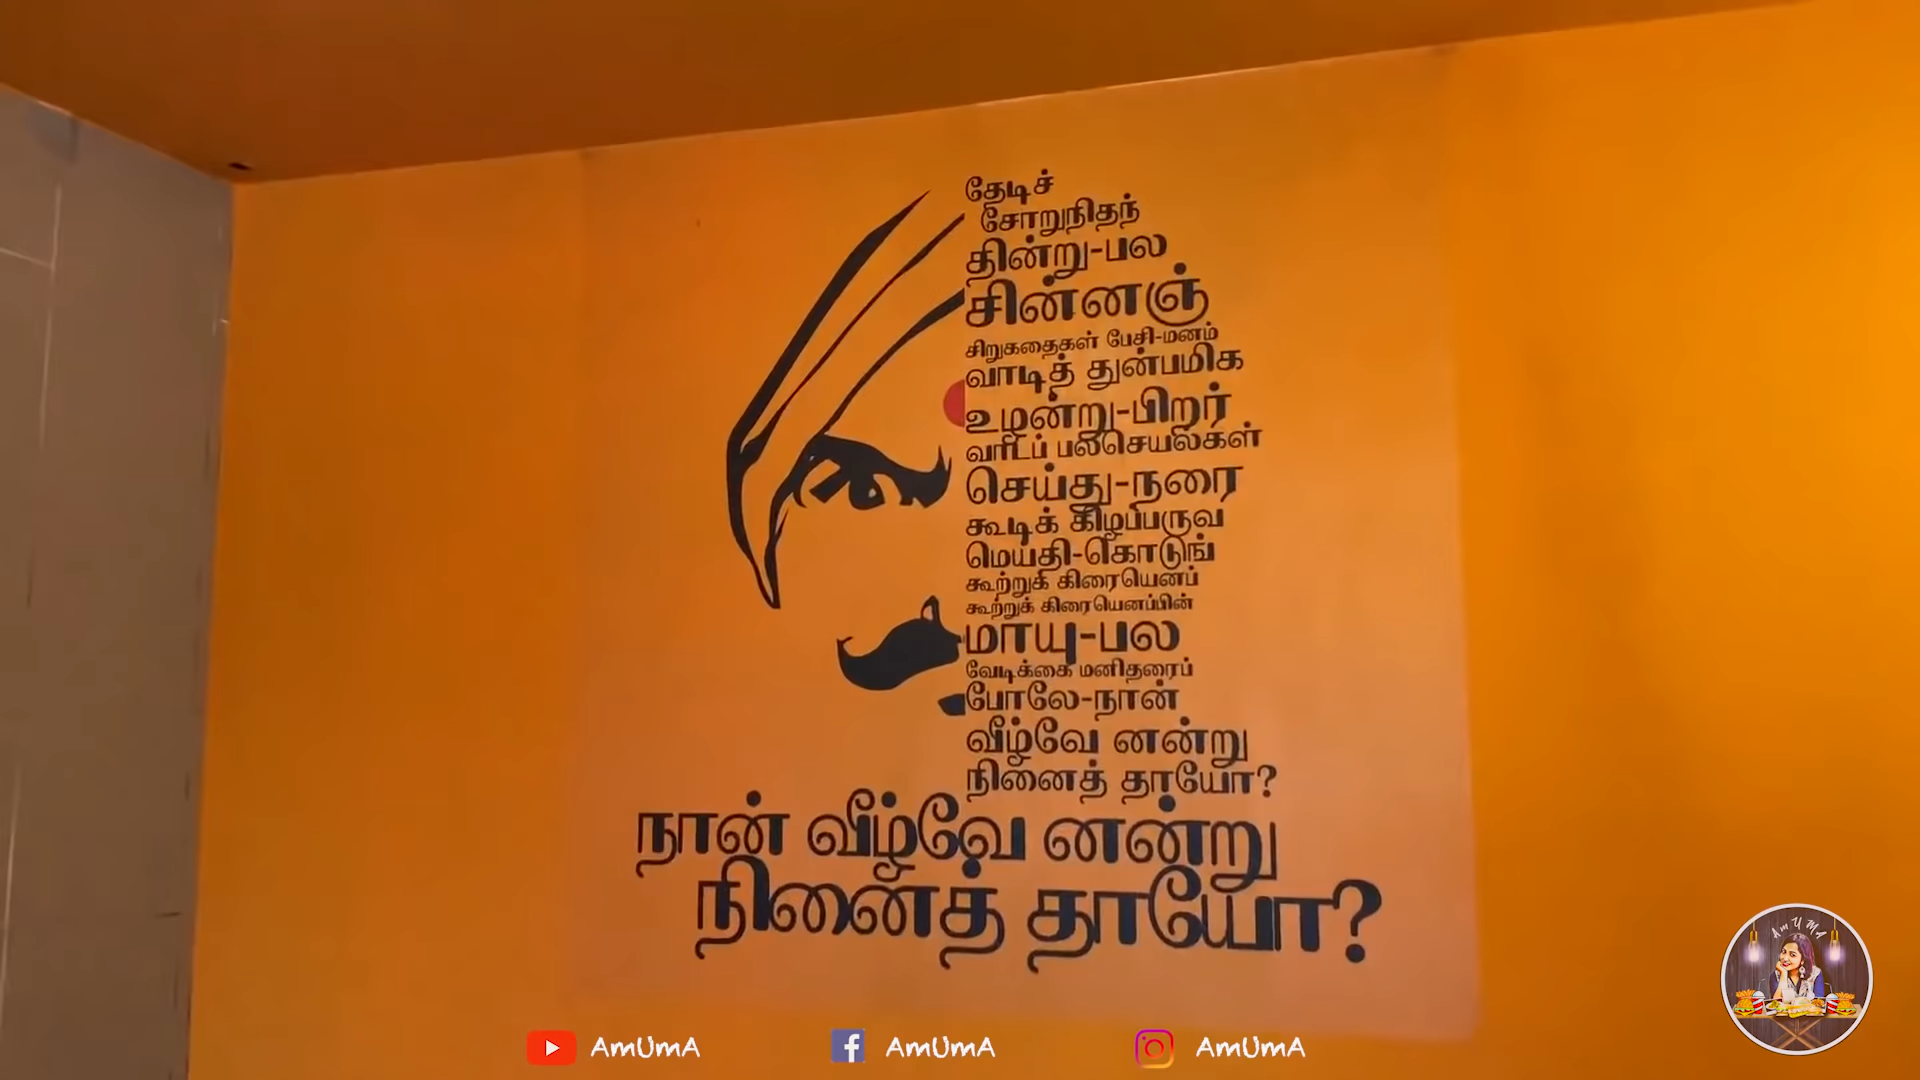 தேடிச்
சோறுநிதந்
தின்று-பல
சின்னஞ்
சிறுகதைகள் பேசி-மனம்
வாடித் துன்பமிக
உழன்று-பிறர்
வாடப் பலசெயல்கள்
செய்து-நரை
கூடிக் கிழப்பருவ
மெய்தி-கொடுங்
கூற்றுகி கிரையெனப்
கூற்றுக் கிரையெனப்பின்
மாயு-பல
வேடிக்கை மனிதரைப்
போலே-நான்
வீழ்வே னன்று
நினைத் தாயோ?
நான் வீழ்வே னன்று
நினைத் தாயோ?
AmUmA
AmUmA AmUmA AmUmA